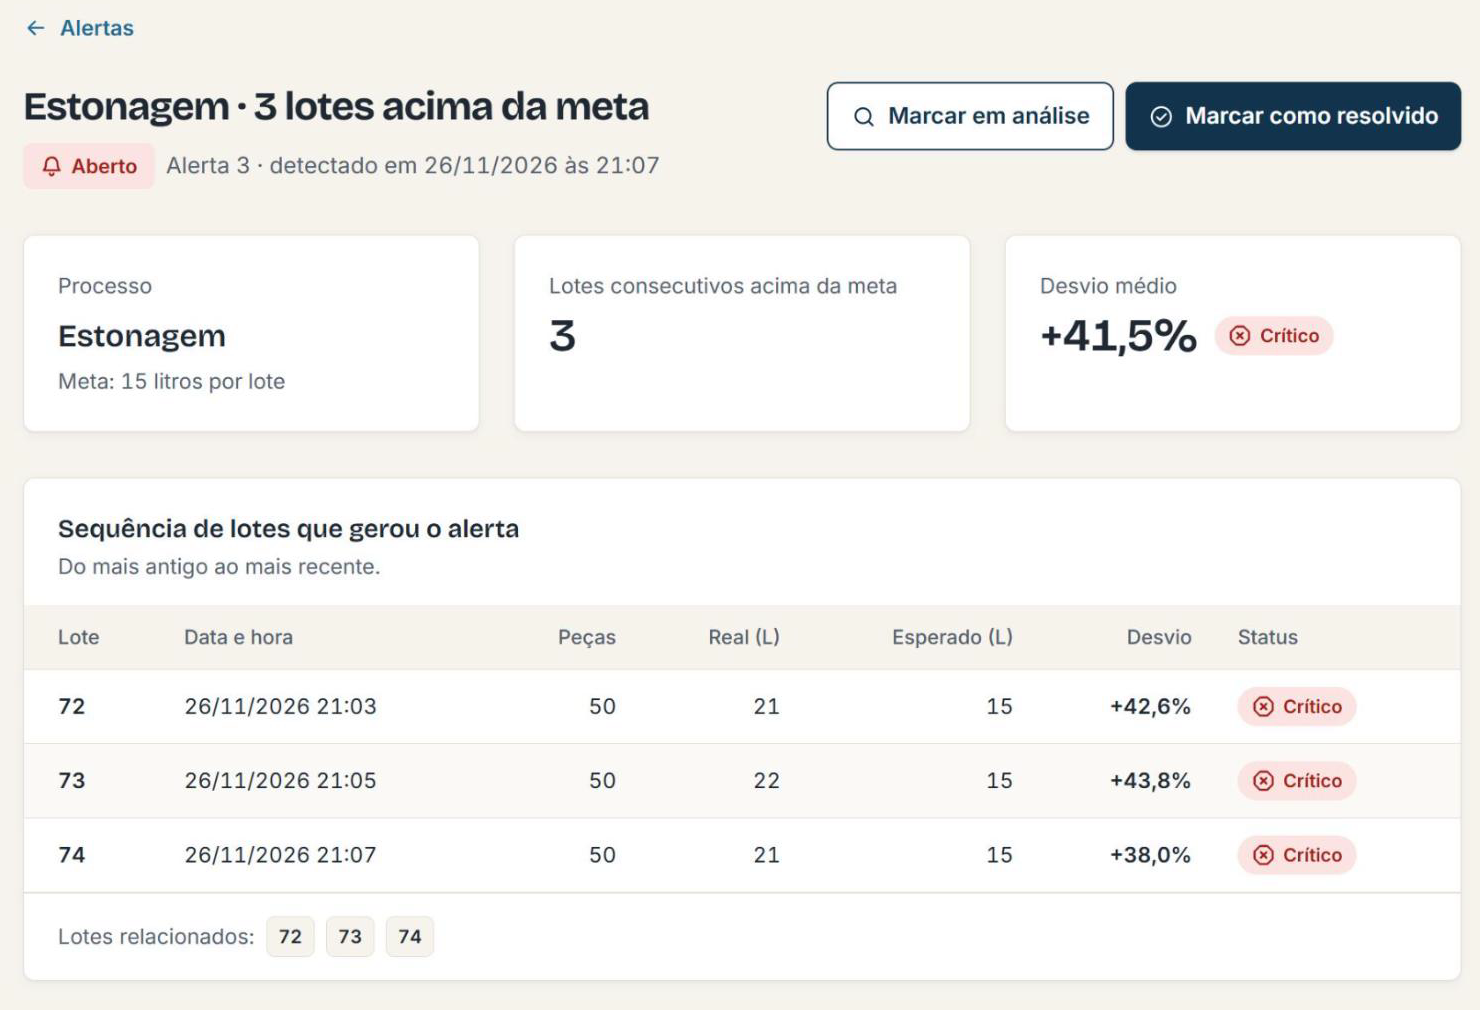 Alertas
Estonagem · 3 lotes acima da meta
Marcar em análise
Marcar como resolvido
Aberto
Alerta 3 · detectado em 26/11/2026 às 21:07
Processo
Estonagem
Meta: 15 litros por lote
Lotes consecutivos acima da meta
3
Desvio médio
+41,5% Crítico
Sequência de lotes que gerou o alerta
Do mais antigo ao mais recente.
Lote Data e hora Peças Real (L) Esperado (L) Desvio Status
72 26/11/2026 21:03 50 21 15 +42,6% Crítico
73 26/11/2026 21:05 50 22 15 +43,8% Crítico
74 26/11/2026 21:07 50 21 15 +38,0% Crítico
Lotes relacionados: 72 73 74